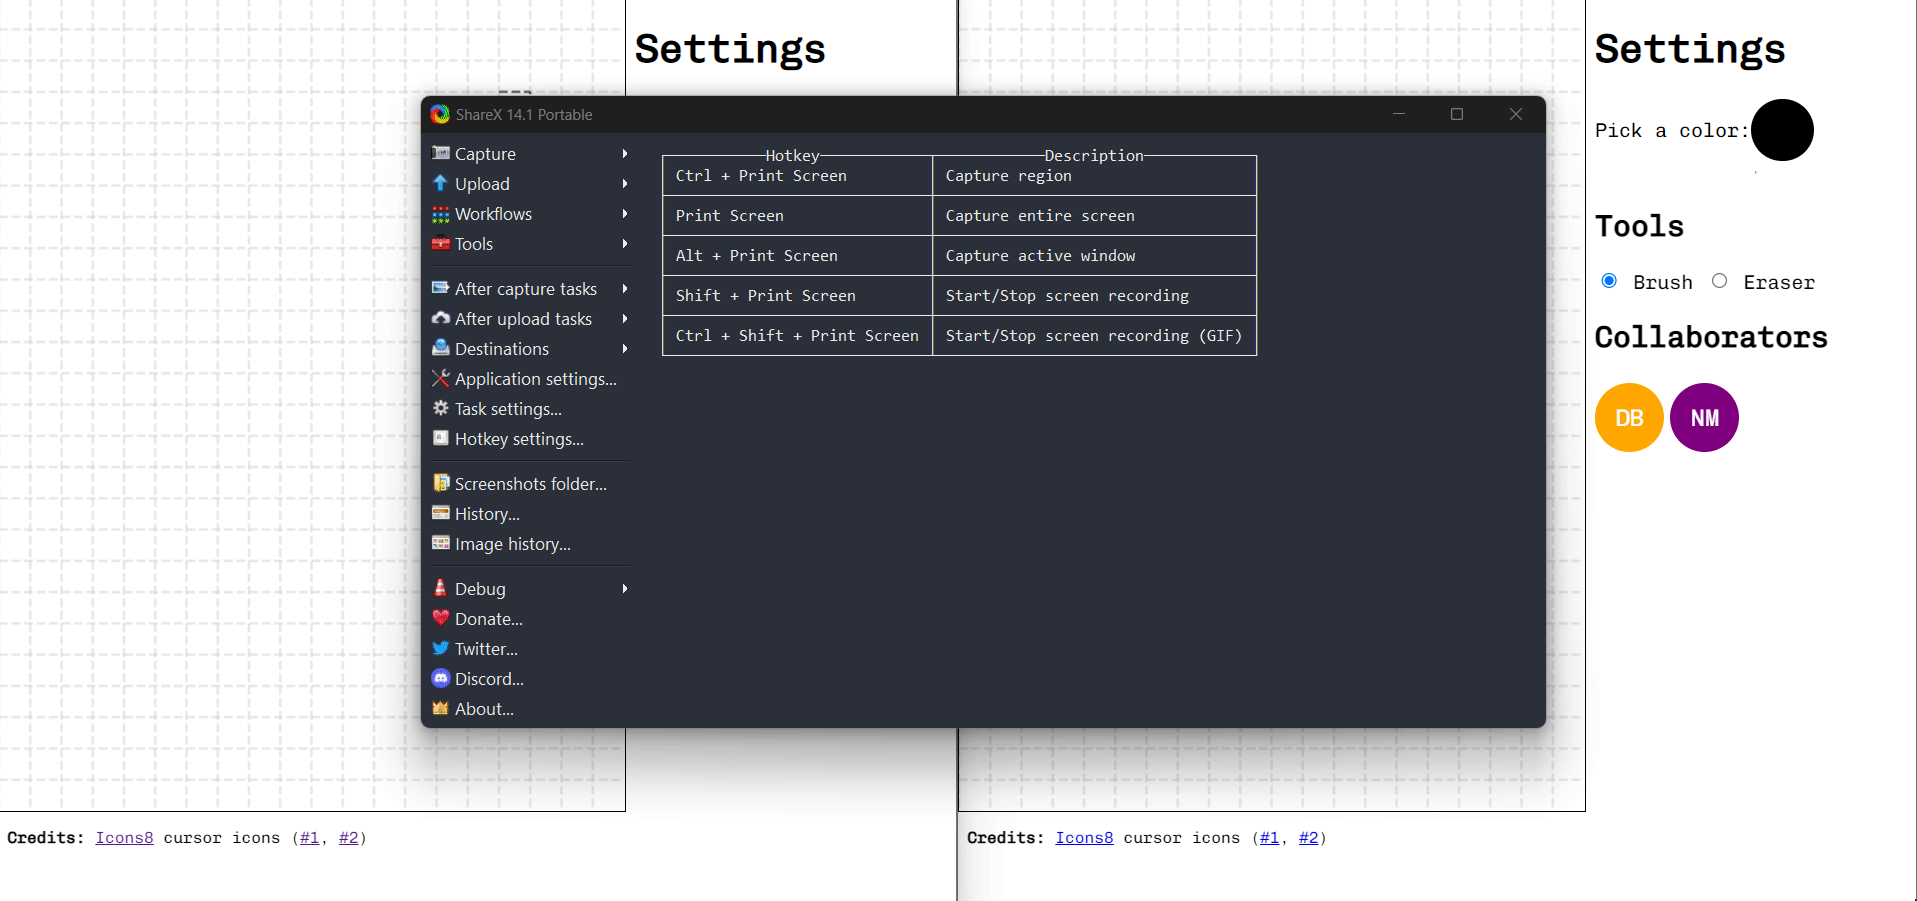 Settings
Settings
Pick a color:
Tools
Brush Eraser
Collaborators
DB NM
ShareX 14.1 Portable
Capture
Upload
Workflows
Tools
After capture tasks
After upload tasks
Destinations
Application settings...
Task settings...
Hotkey settings...
Screenshots folder...
History...
Image history...
Debug
Donate...
Twitter...
Discord...
About...
Hotkey Description
Ctrl + Print Screen Capture region
Print Screen Capture entire screen
Alt + Print Screen Capture active window
Shift + Print Screen Start/Stop screen recording
Ctrl + Shift + Print Screen Start/Stop screen recording (GIF)
Credits: Icons8 cursor icons (#1, #2)
Credits: Icons8 cursor icons (#1, #2)